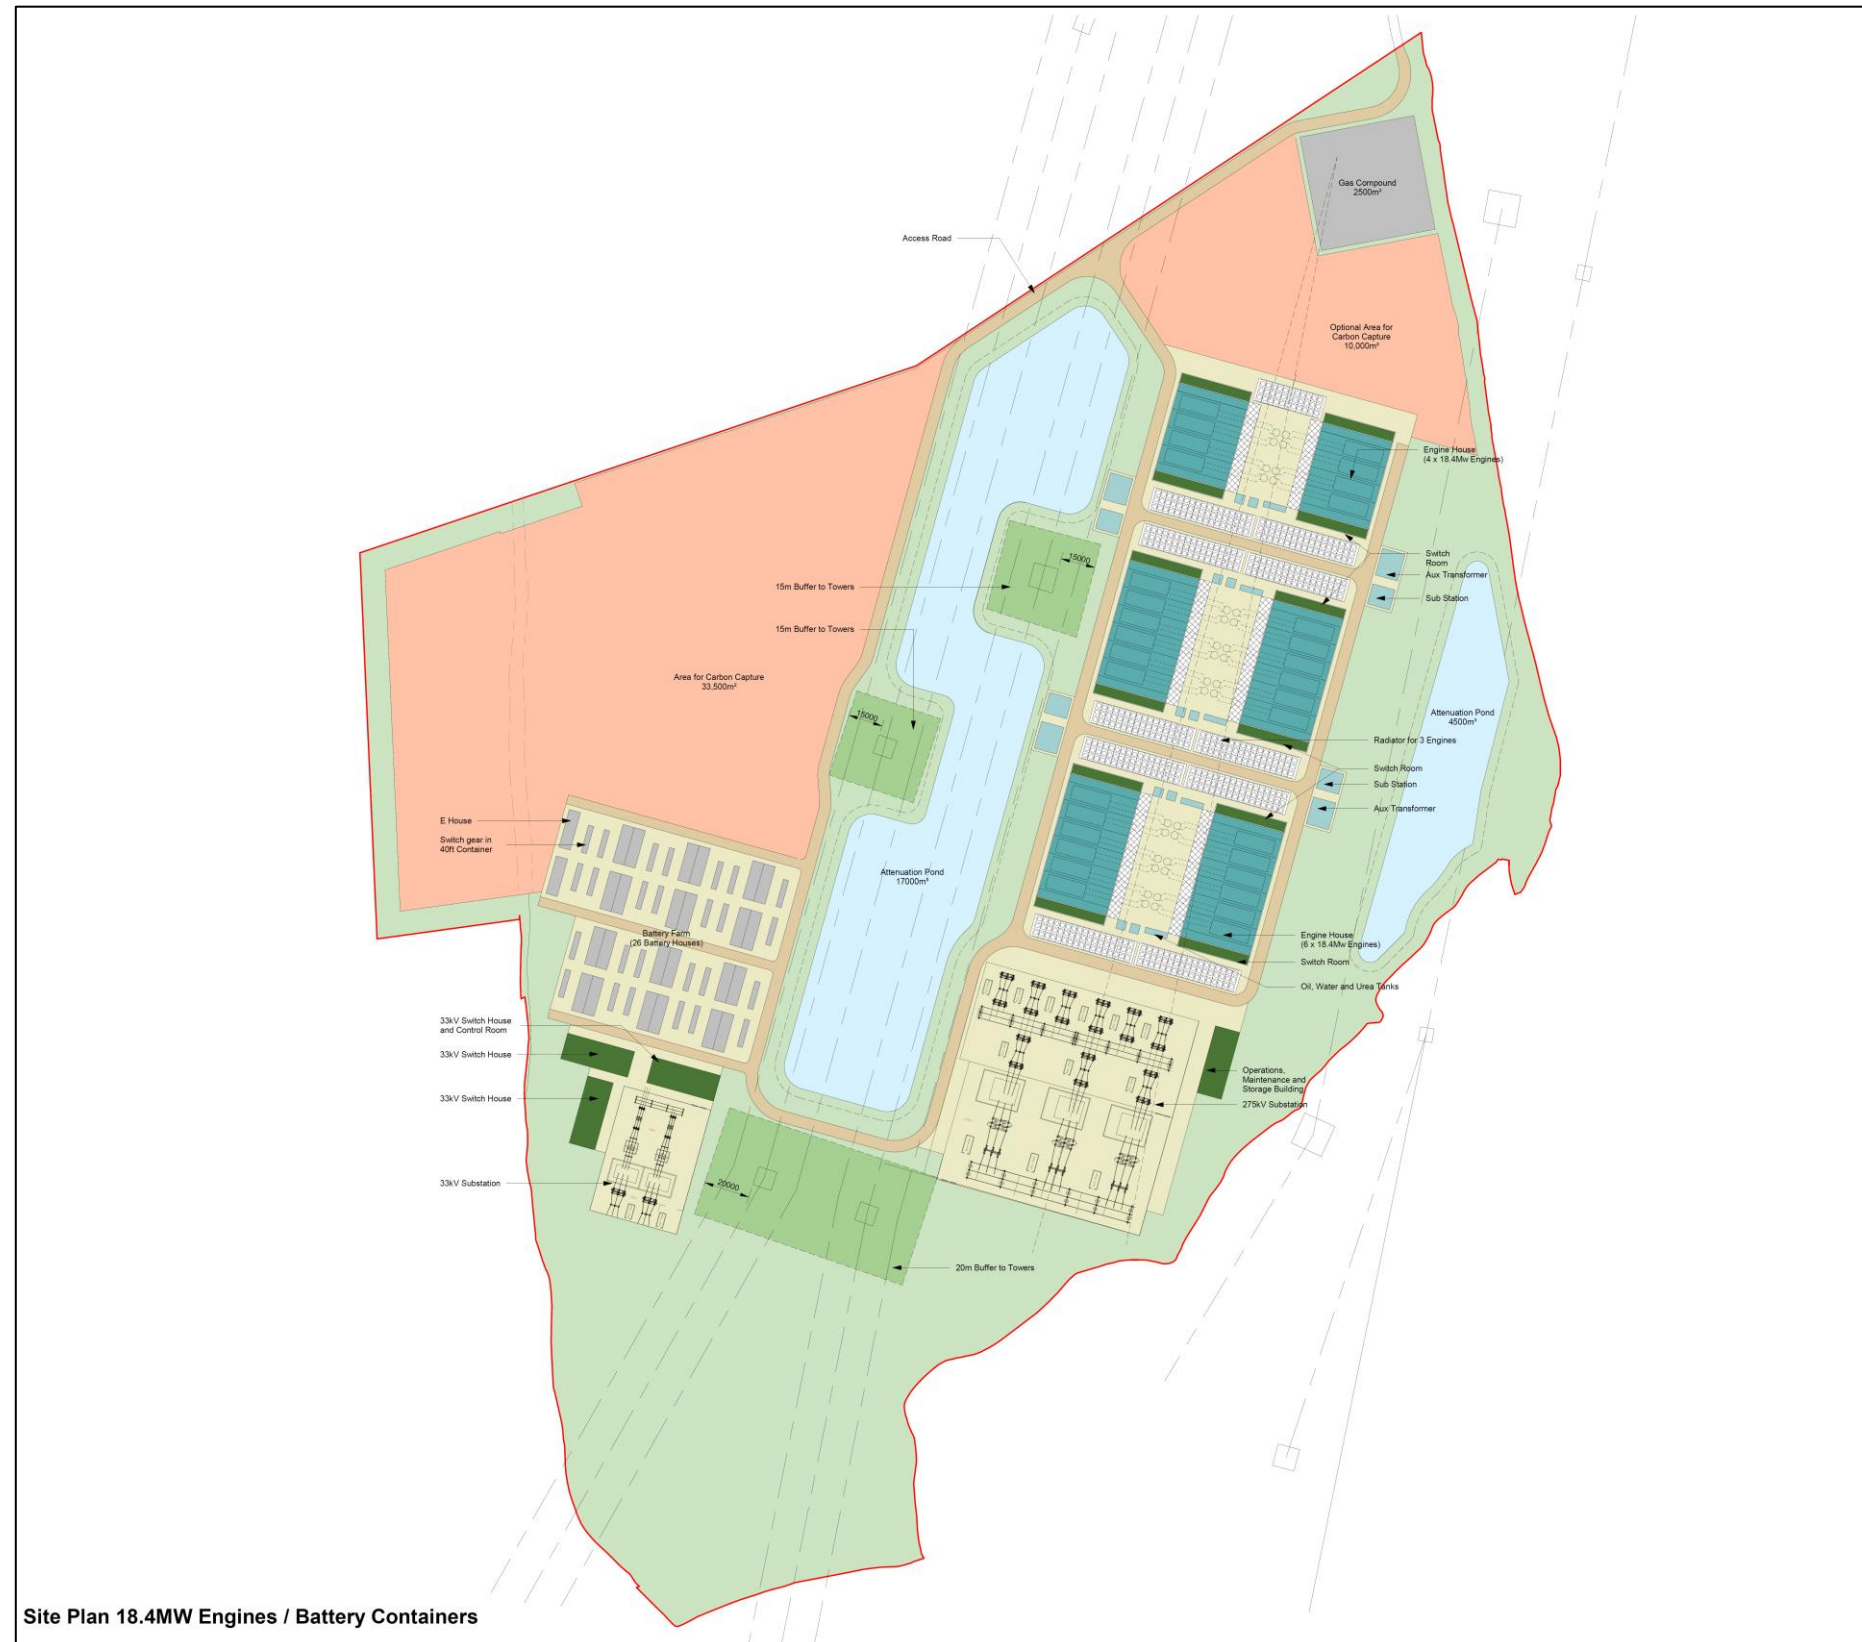 Gas Compound
2500m²
Access Road
Optional Area for
Carbon Capture
10,000m²
Engine House
(4 x 18.4Mw Engines)
Switch
Room
Aux Transformer
Sub Station
15000
15m Buffer to Towers
15m Buffer to Towers
Area for Carbon Capture
33,500m²
15000
Attenuation Pond
4500m³
Radiator for 3 Engines
Switch Room
Sub Station
Aux Transformer
E House
Switch gear in
40ft Container
Attenuation Pond
17000m³
Battery Farm
(26 Battery Houses)
Engine House
(6 x 18.4Mw Engines)
Switch Room
Oil, Water and Urea Tanks
33kV Switch House
and Control Room
33kV Switch House
33kV Switch House
Operations,
Maintenance and
Storage Building
275kV Substation
33kV Substation
20000
20m Buffer to Towers
Site Plan 18.4MW Engines / Battery Containers